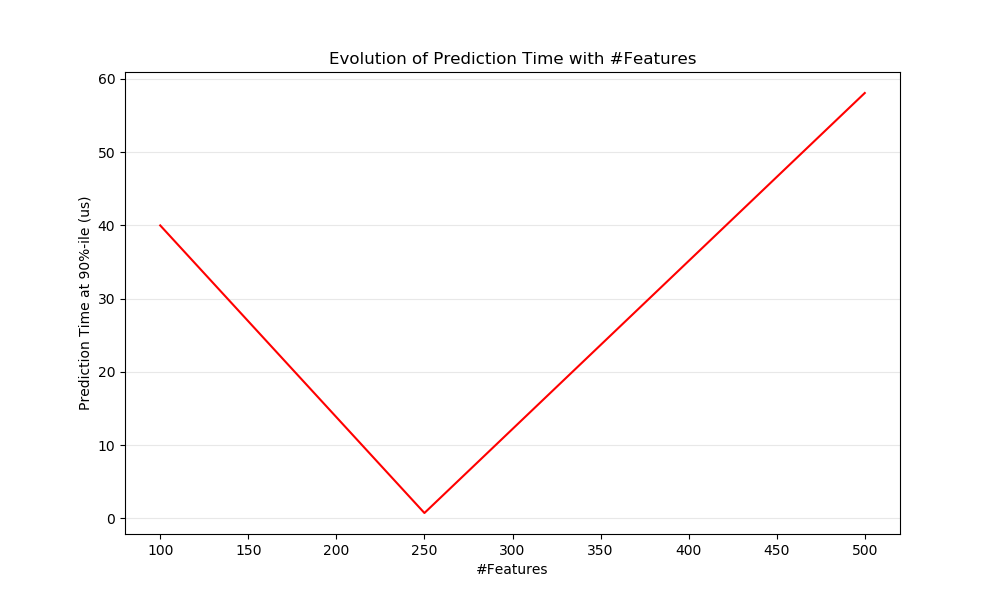 Evolution of Prediction Time with #Features
Prediction Time at 90%-ile (us)
60
50
40
30
20
10
0
100 150 200 250 300 350 400 450 500
#Features